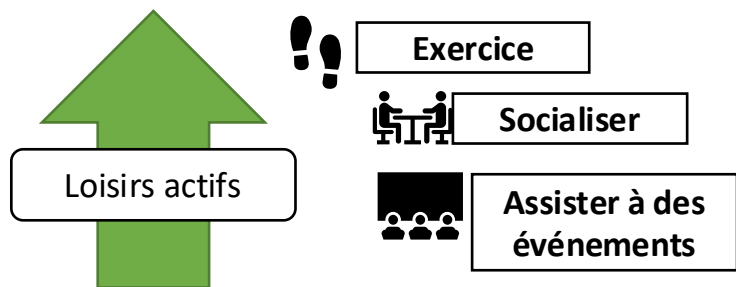 Exercice
Socialiser
Loisirs actifs
Assister à des
événements